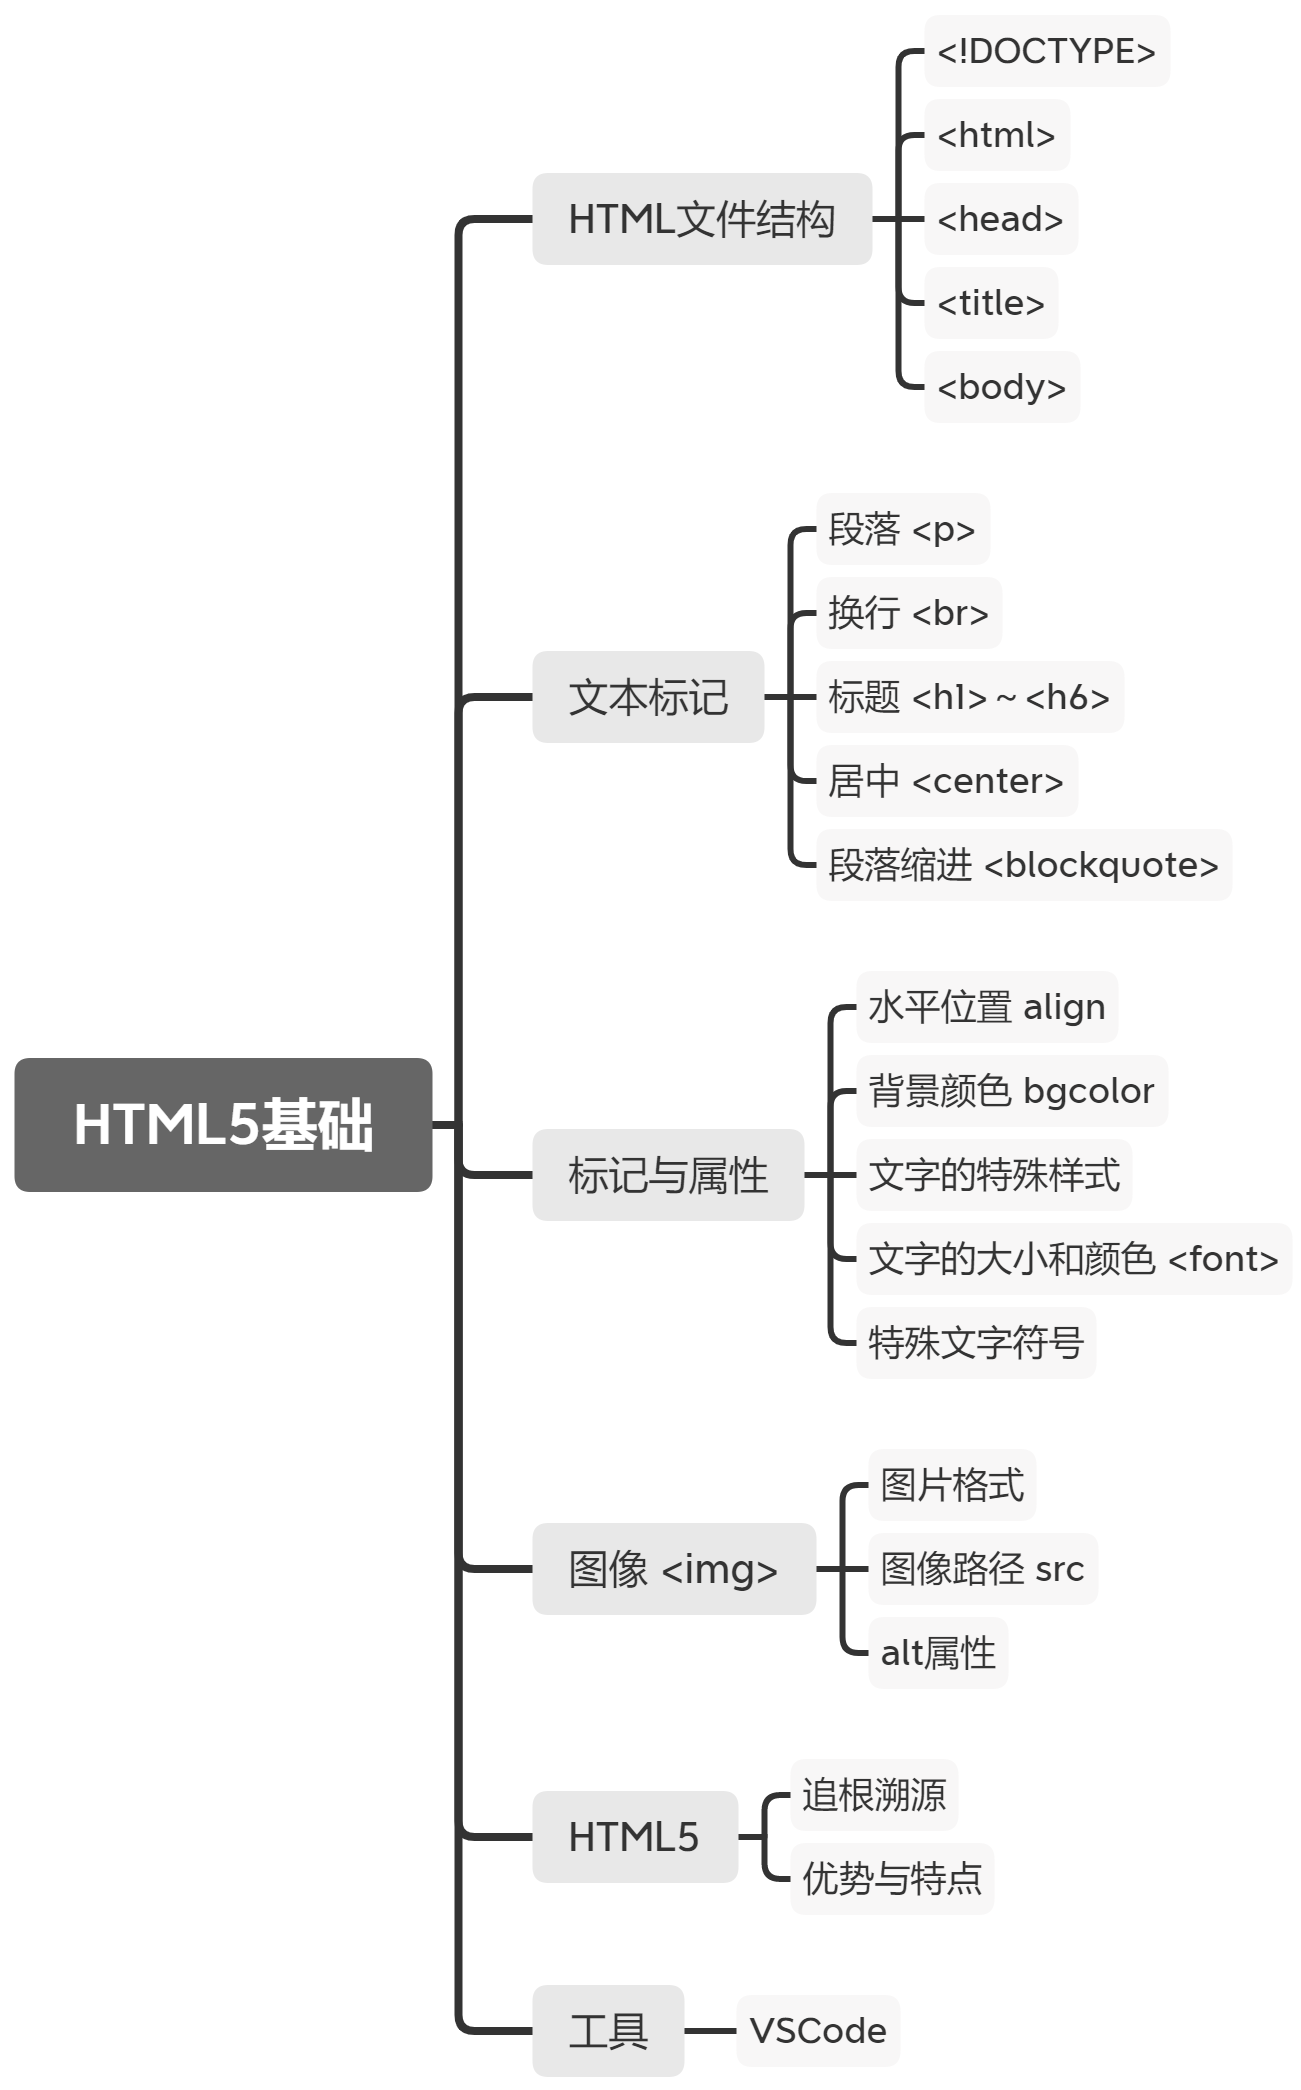 HTML5基础
HTML文件结构
<!DOCTYPE>
<html>
<head>
<title>
<body>
文本标记
段落 <p>
换行 <br>
标题 <h1> ~ <h6>
居中 <center>
段落缩进 <blockquote>
标记与属性
水平位置 align
背景颜色 bgcolor
文字的特殊样式
文字的大小和颜色 <font>
特殊文字符号
图像 <img>
图片格式
图像路径 src
alt属性
HTML5
追根溯源
优势与特点
工具
VSCode